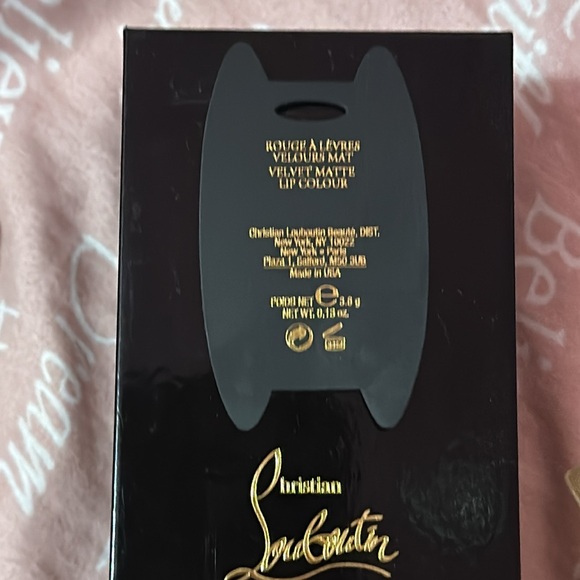 ROUGE À LÈVRES
VELOURS MAT
VELVET MATTE
LIP COLOUR
Christian Louboutin Beauté, DIST.
New York, NY 10022
New York • Paris
Plaza 1, Salford, M50 3UB
Made in USA
POIDS NET e 3.8 g
NET WT. 0.13 oz.
Christian
Louboutin
Dream
Beli